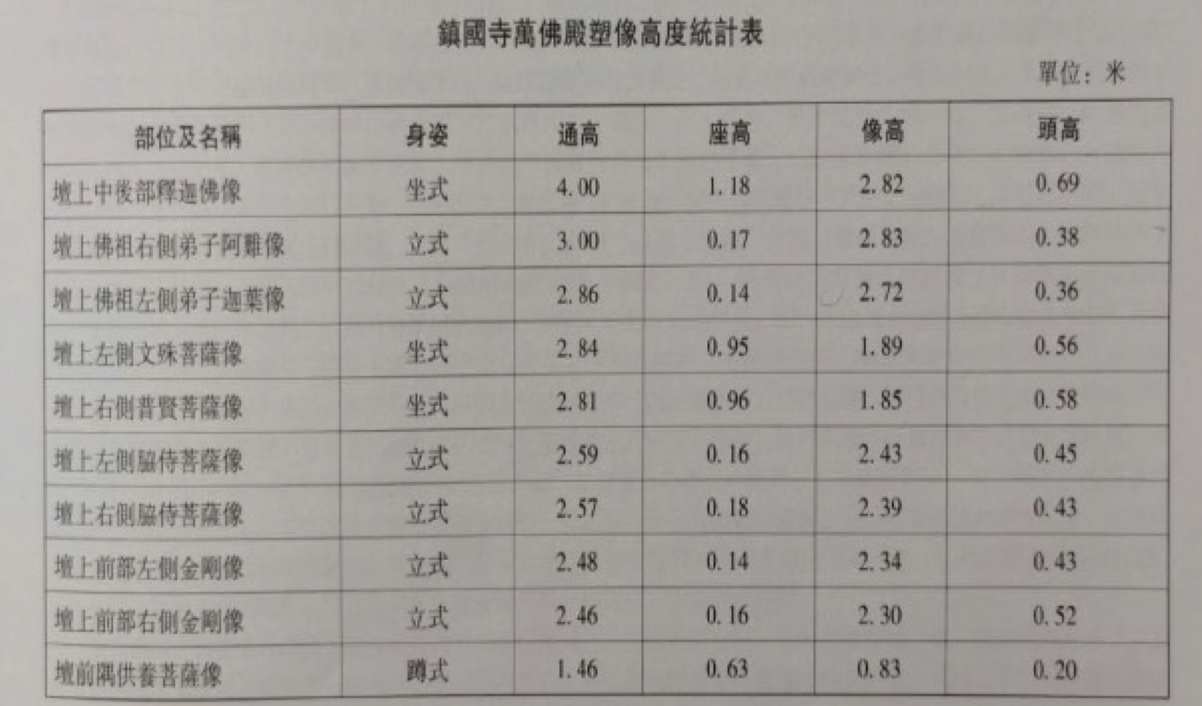 鎮國寺萬佛殿塑像高度統計表
單位：米
部位及名稱 身姿 通高 座高 像高 頭高
壇上中後部釋迦佛像 坐式 4.00 1.18 2.82 0.69
壇上佛祖右側弟子阿難像 立式 3.00 0.17 2.83 0.38
壇上佛祖左側弟子迦葉像 立式 2.86 0.14 2.72 0.36
壇上左側文殊菩薩像 坐式 2.84 0.95 1.89 0.56
壇上右側普賢菩薩像 坐式 2.81 0.96 1.85 0.58
壇上左側脇侍菩薩像 立式 2.59 0.16 2.43 0.45
壇上右側脇侍菩薩像 立式 2.57 0.18 2.39 0.43
壇上前部左側金剛像 立式 2.48 0.14 2.34 0.43
壇上前部右側金剛像 立式 2.46 0.16 2.30 0.52
壇前隅供養菩薩像 蹲式 1.46 0.63 0.83 0.20